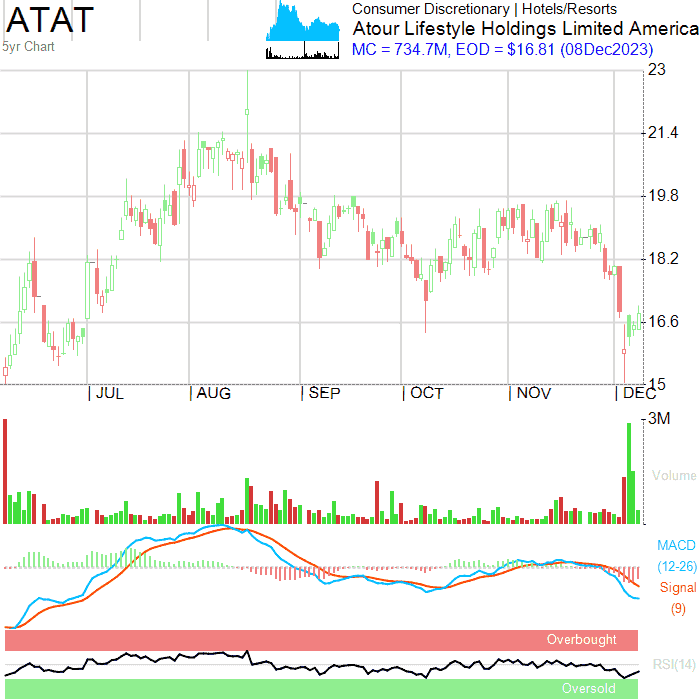 ATAT
5yr Chart
Consumer Discretionary | Hotels/Resorts
Atour Lifestyle Holdings Limited America
MC = 734.7M, EOD = $16.81 (08Dec2023)
23
21.4
19.8
18.2
16.6
15
JUL AUG SEP OCT NOV DEC
3M
Volume
MACD
(12-26)
Signal
(9)
Overbought
RSI(14)
Oversold